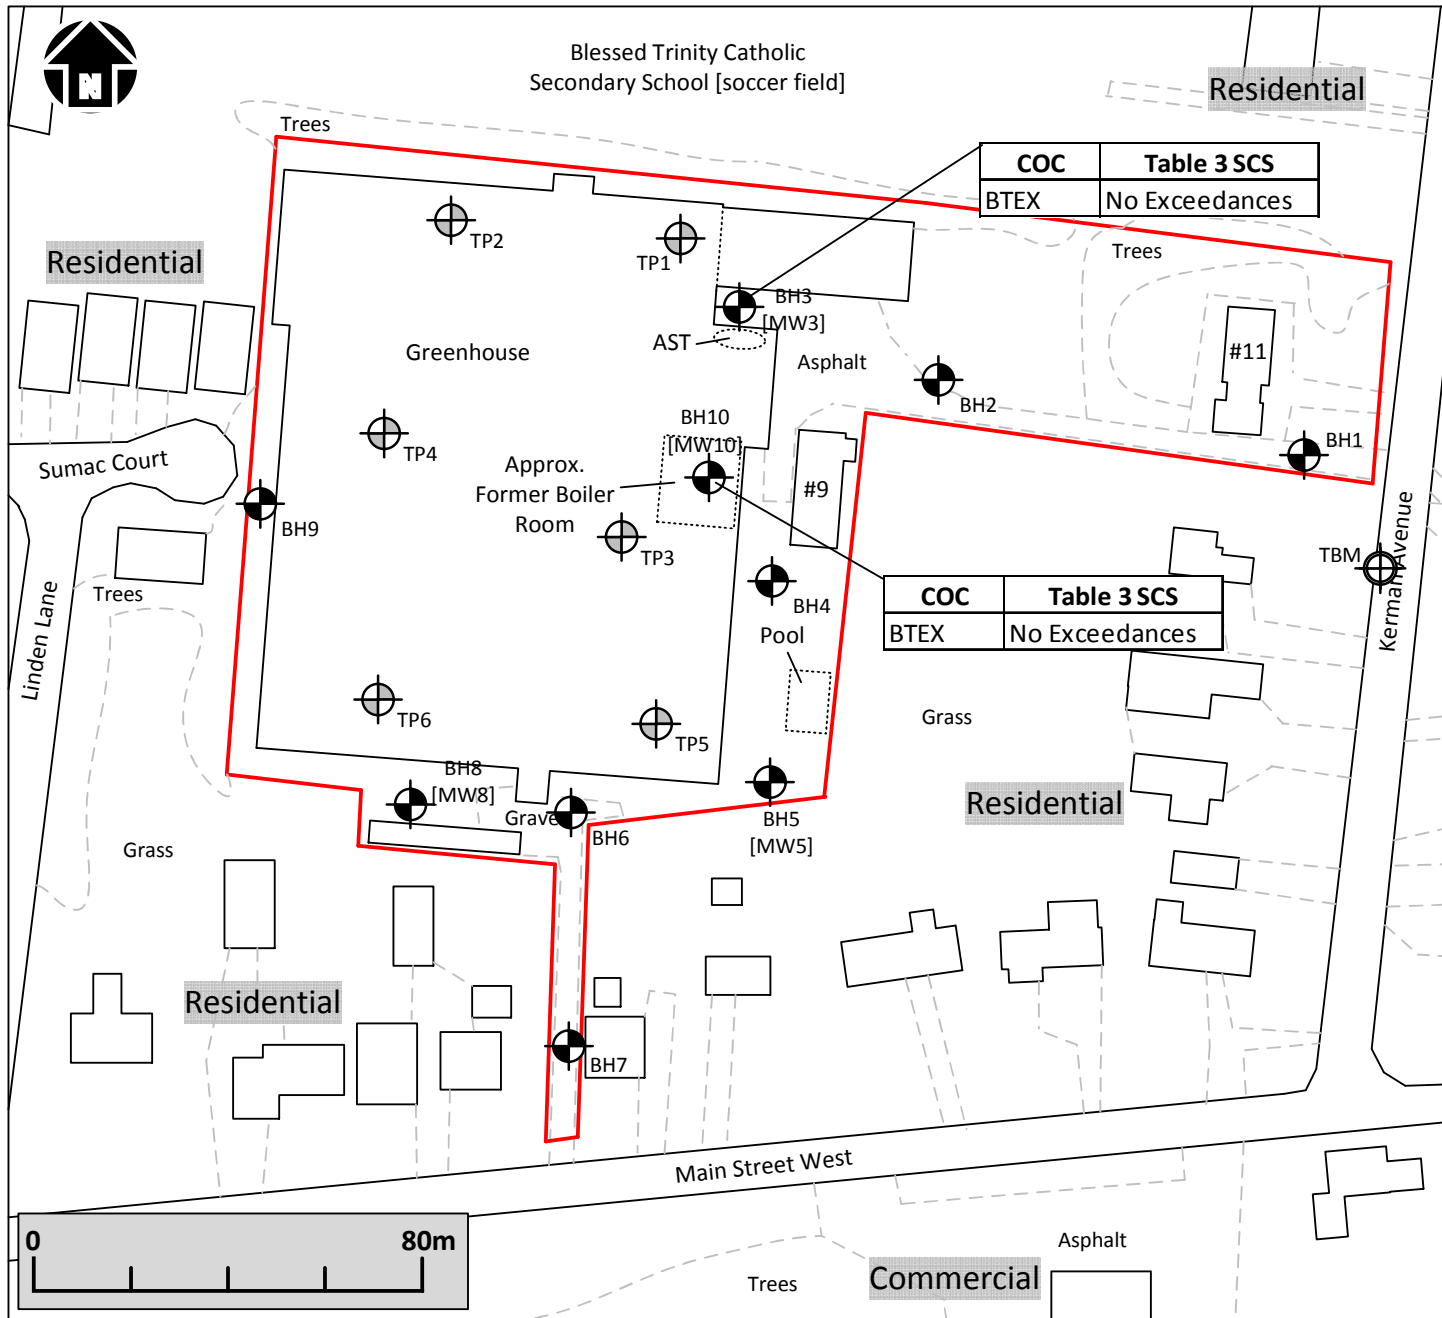 N
Blessed Trinity Catholic
Secondary School [soccer field]
Residential
Trees
COC Table 3 SCS
BTEX No Exceedances
TP2
TP1
Trees
Residential
BH3
[MW3]
AST
Greenhouse
Asphalt
#11
BH2
BH10
[MW10]
BH1
TP4
Sumac Court
Approx.
Former Boiler
Room
#9
BH9
TP3
TBM
Kerman Avenue
Linden Lane
Trees
BH4
COC Table 3 SCS
BTEX No Exceedances
Pool
TP6
TP5
Grass
BH8
[MW8]
Gravel
BH6
BH5
[MW5]
Residential
Grass
Residential
BH7
Main Street West
0 80m
Asphalt
Trees
Commercial